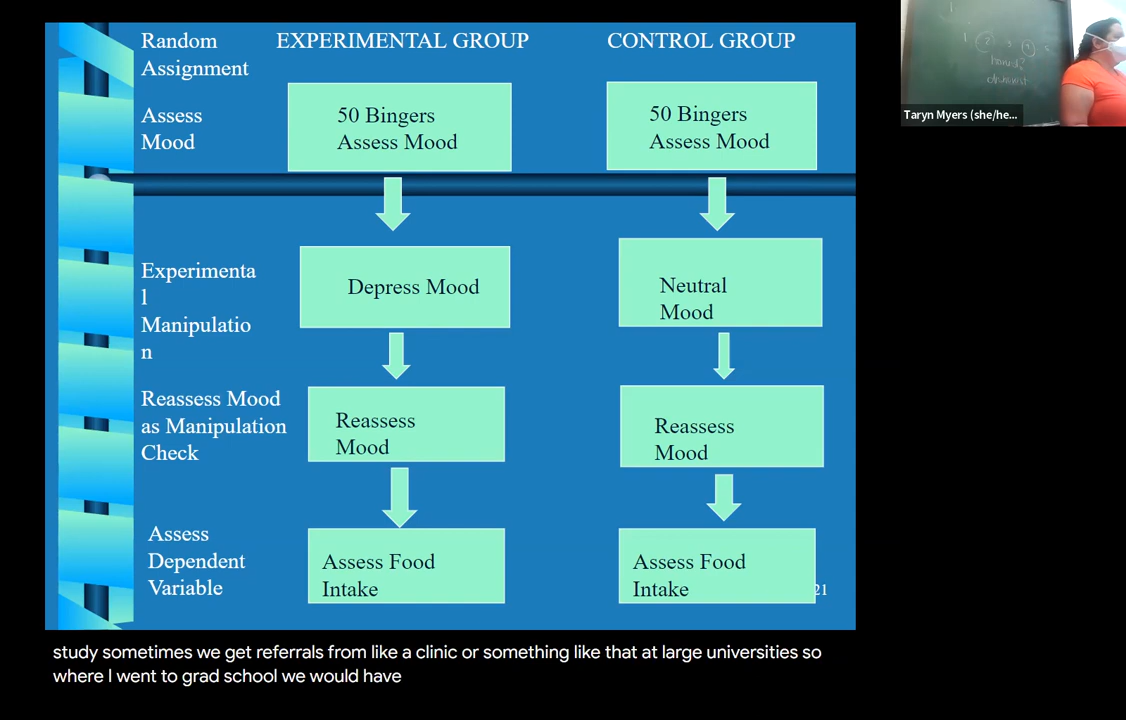 Random
Assignment
EXPERIMENTAL GROUP
CONTROL GROUP
Assess
Mood
50 Bingers
Assess Mood
50 Bingers
Assess Mood
Experimenta
l
Manipulatio
n
Depress Mood
Neutral
Mood
Reassess Mood
as Manipulation
Check
Reassess
Mood
Reassess
Mood
Assess
Dependent
Variable
Assess Food
Intake
Assess Food
Intake
21
study sometimes we get referrals from like a clinic or something like that at large universities so
where I went to grad school we would have
Taryn Myers (she/he...